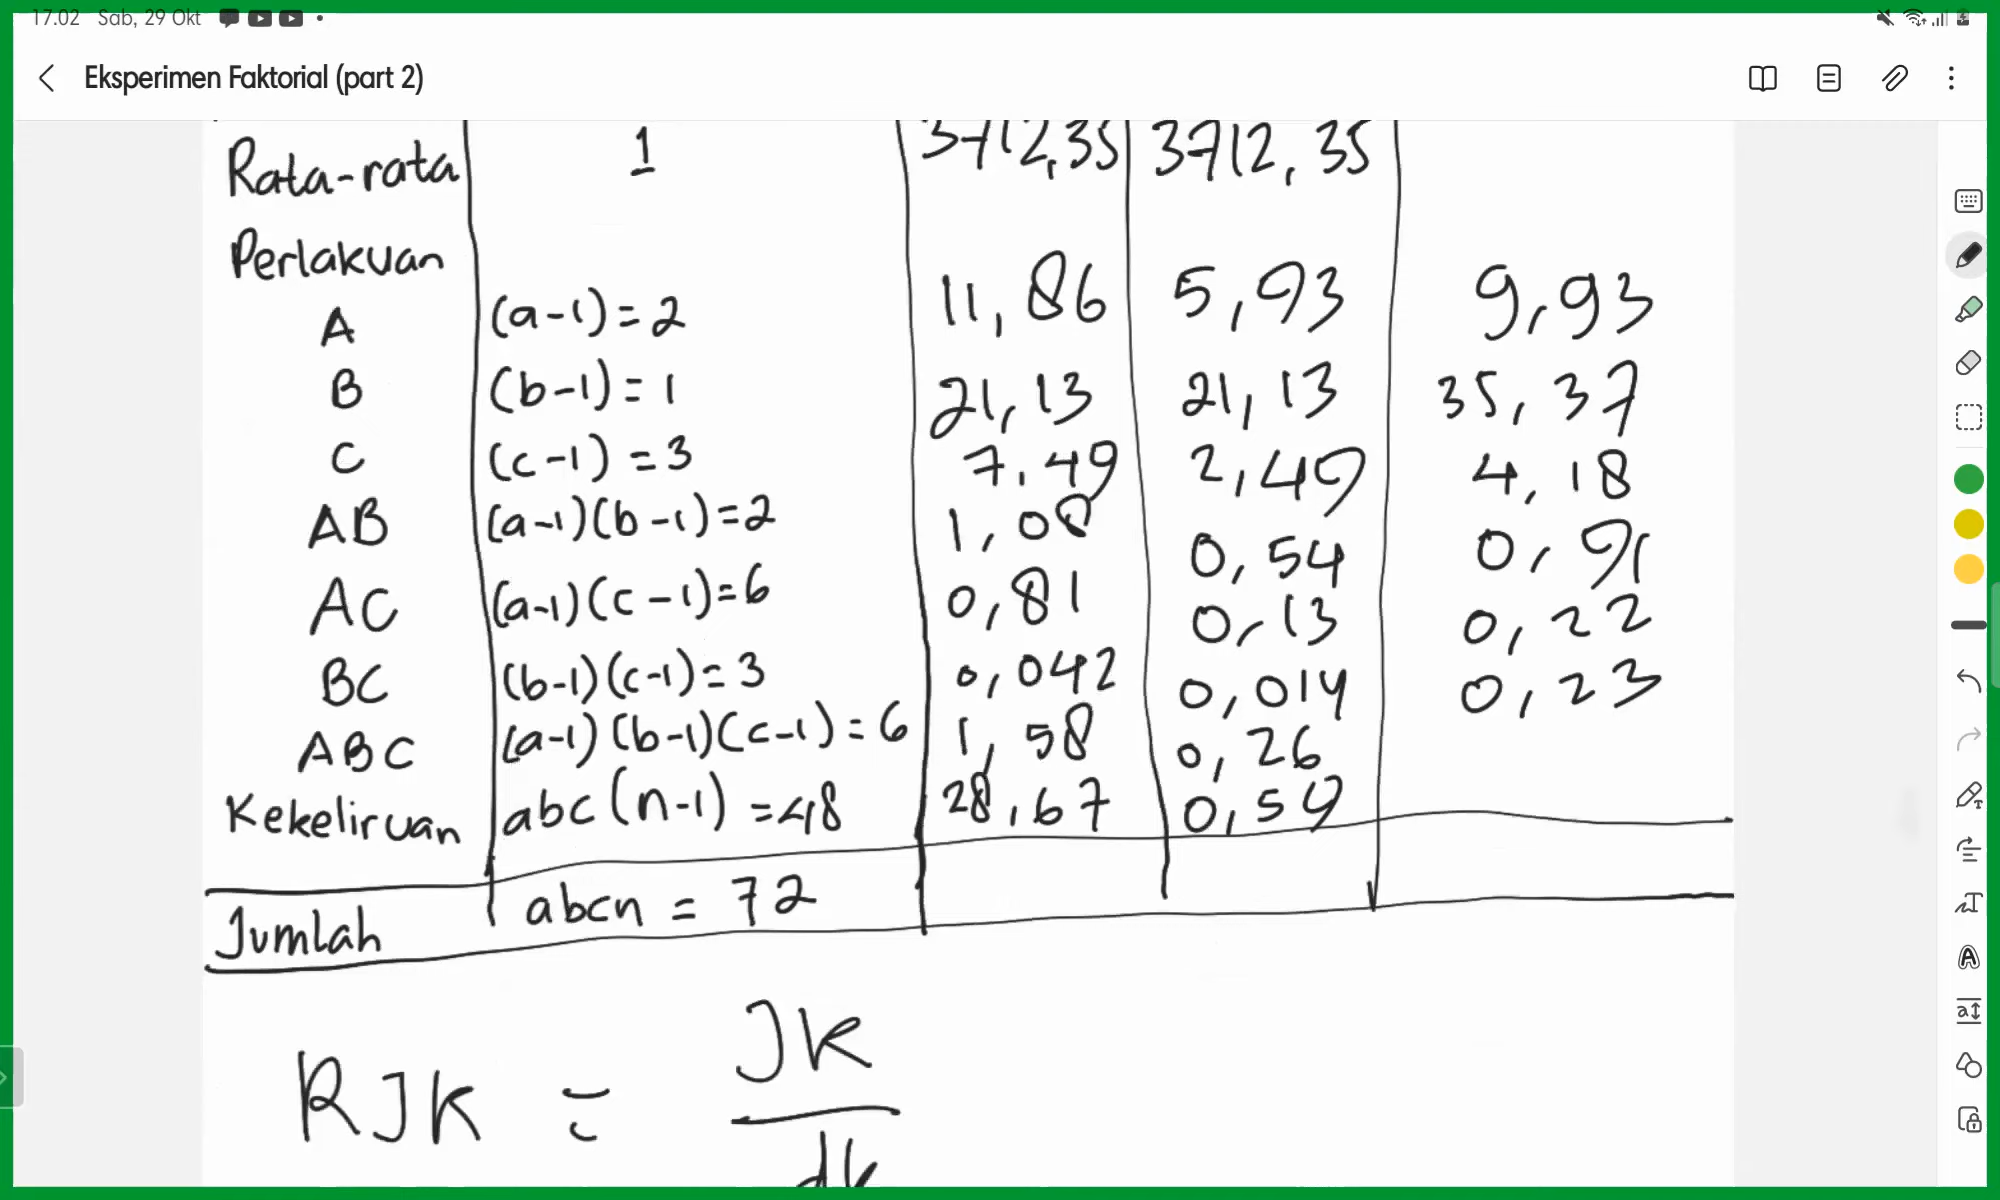 17.02 Sab, 29 Okt
Eksperimen Faktorial (part 2)
Rata-rata 1 3712,35 3712,35
Perlakuan
A (a-1)=2 11,86 5,93 9,93
B (b-1)=1 21,13 21,13 35,37
C (c-1)=3 7,49 2,49 4,18
AB (a-1)(b-1)=2 1,08 0,54 0,91
AC (a-1)(c-1)=6 0,81 0,13 0,22
BC (b-1)(c-1)=3 0,042 0,014 0,23
ABC (a-1)(b-1)(c-1)=6 1,58 0,26
Kekeliruan abc(n-1)=48 28,67 0,59
Jumlah abcn = 72
RJK = JK
dk